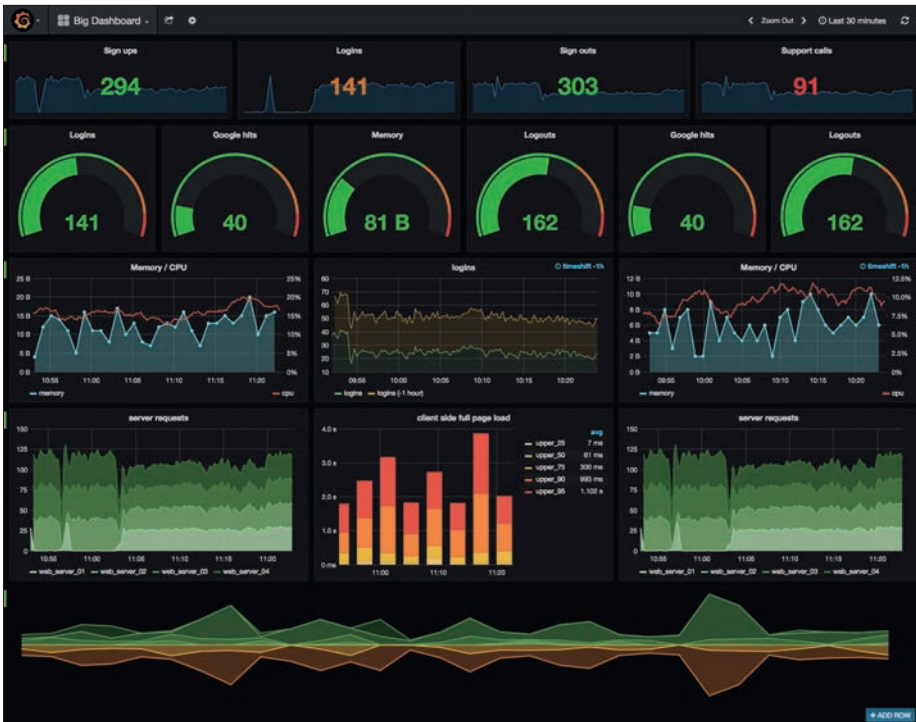 Big Dashboard
Zoom Out Last 30 minutes
Sign ups
294
Logins
141
Sign outs
303
Support calls
91
Logins
141
Google hits
40
Memory
81 B
Logouts
162
Google hits
40
Logouts
162
Memory / CPU
25 B
20 B
15 B
10 B
5 B
0 B
25%
20%
15%
10%
5%
0%
10:55 11:00 11:05 11:10 11:15 11:20
memory cpu
logins
timeshift -1h
80
70
60
50
40
30
20
10
09:55 10:00 10:05 10:10 10:15 10:20
logins logins (-1 hour)
Memory / CPU
timeshift -1h
12 B
10 B
8 B
6 B
4 B
2 B
0 B
12.5%
10.0%
7.5%
5.0%
2.5%
0%
09:55 10:00 10:05 10:10 10:15 10:20
memory cpu
server requests
150
125
100
75
50
25
0
10:55 11:00 11:05 11:10 11:15 11:20
web_server_01 web_server_02 web_server_03 web_server_04
client side full page load
4.0 s
3.0 s
2.0 s
1.0 s
0 ms
11:00 11:10 11:20
avg
upper_25 7 ms
upper_50 61 ms
upper_75 300 ms
upper_90 993 ms
upper_95 1.102 s
server requests
150
125
100
75
50
25
0
10:55 11:00 11:05 11:10 11:15 11:20
web_server_01 web_server_02 web_server_03 web_server_04
+ ADD ROW